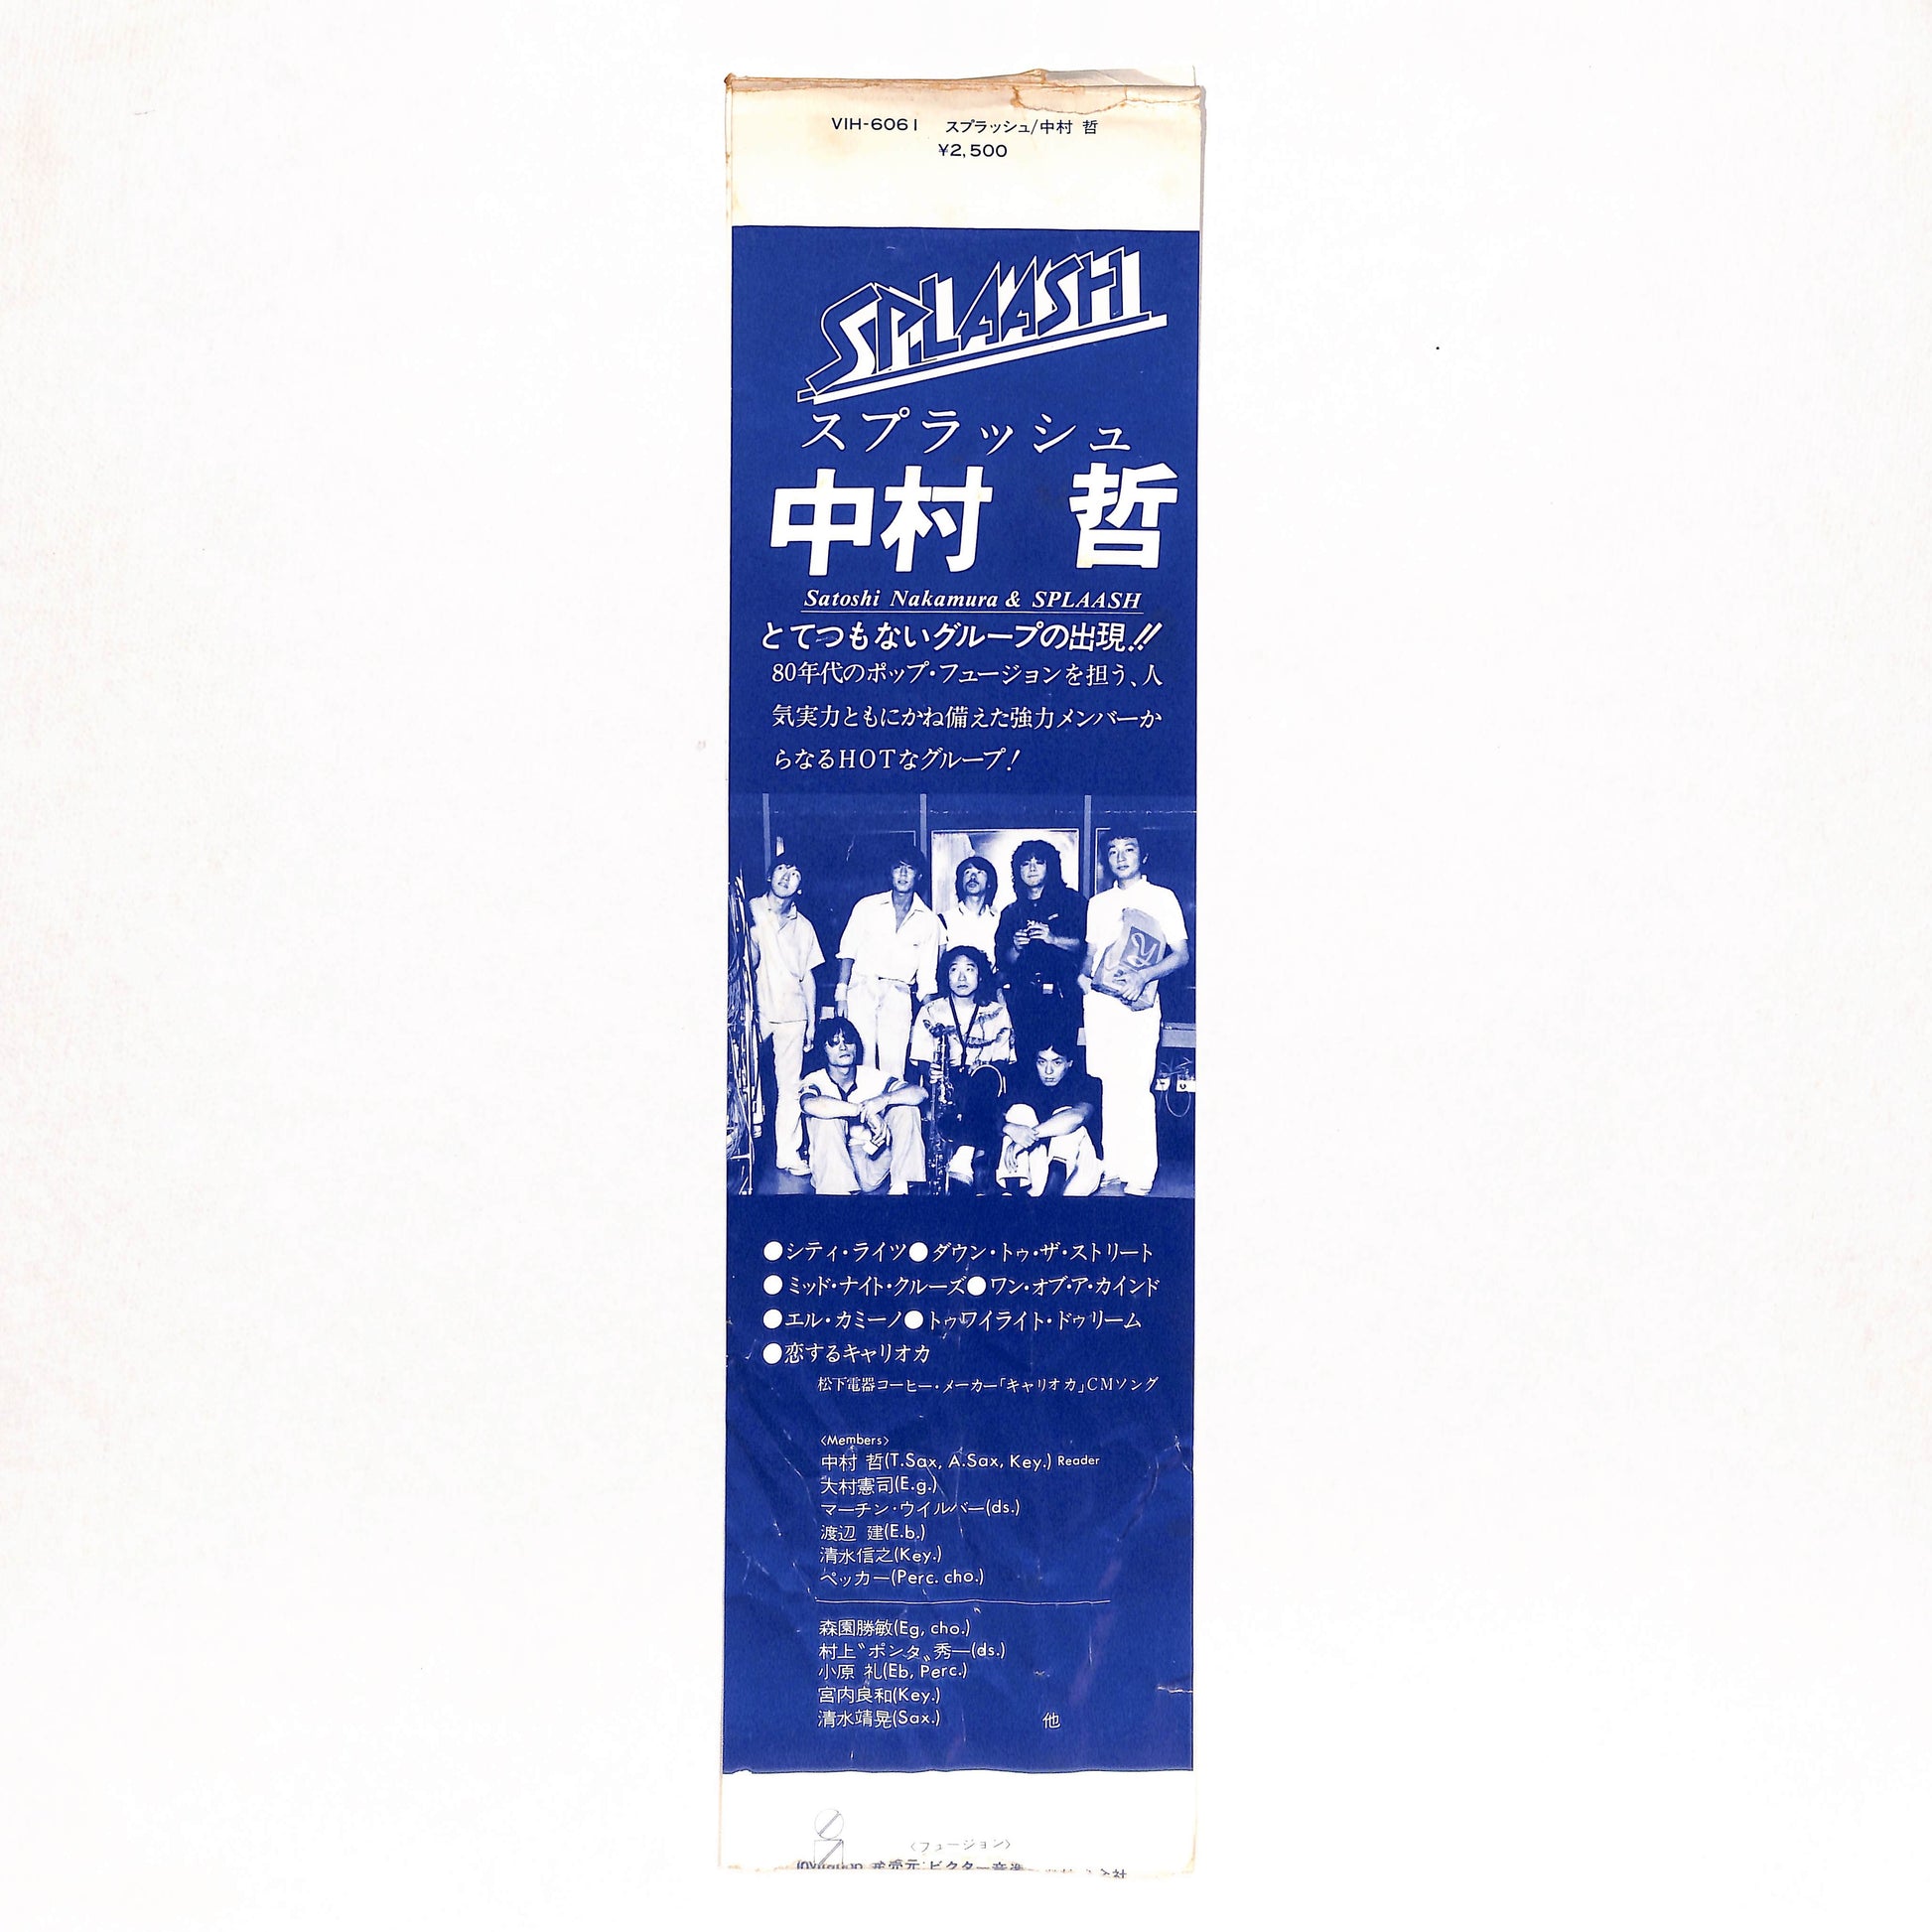 VIH-6061 スプラッシュ/中村 哲
¥2,500
SPLAASH
スプラッシュ
中村 哲
Satoshi Nakamura & SPLAASH
とてつもないグループの出現!!
80年代のポップ・フュージョンを担う、人
気実力ともにかね備えた強力メンバーか
らなるHOTなグループ!
●シティ・ライツ●ダウン・トゥ・ザ・ストリート
●ミッド・ナイト・クルーズ●ワン・オブ・ア・カインド
●エル・カミーノ●トゥワイライト・ドゥリーム
●恋するキャリオカ
松下電器コーヒー・メーカー「キャリオカ」CMソング
〈Members〉
中村 哲(T.Sax, A.Sax, Key.) Reader
大村憲司(E.g.)
マーチン・ウイルバー(ds.)
渡辺 建(E.b.)
清水信之(Key.)
ペッカー(Perc. cho.)
森園勝敏(Eg, cho.)
村上〝ポンタ〟秀一(ds.)
小原 礼(Eb, Perc.)
宮内良和(Key.)
清水靖晃(Sax.) 他
〈フュージョン〉
発売元:ビクター音